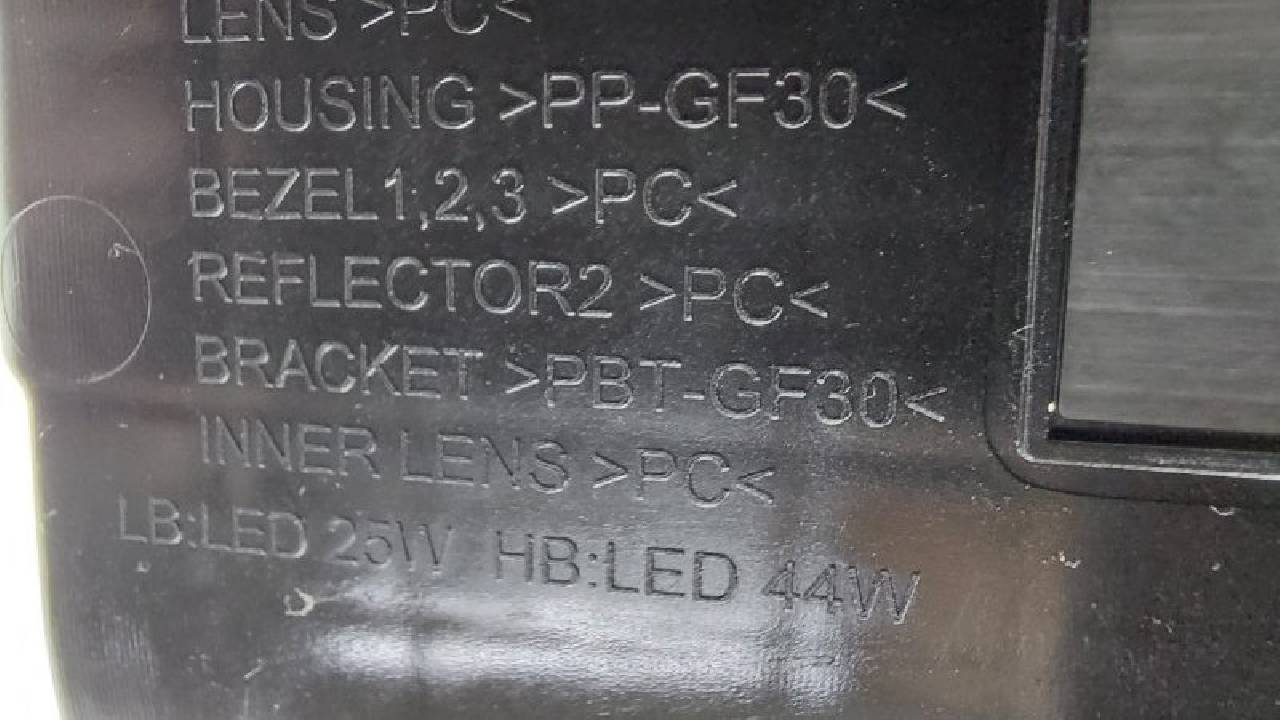 LENS >PC<
HOUSING >PP-GF30<
BEZEL1,2,3 >PC<
REFLECTOR2 >PC<
BRACKET >PBT-GF30<
INNER LENS >PC<
LB:LED 25W HB:LED 44W